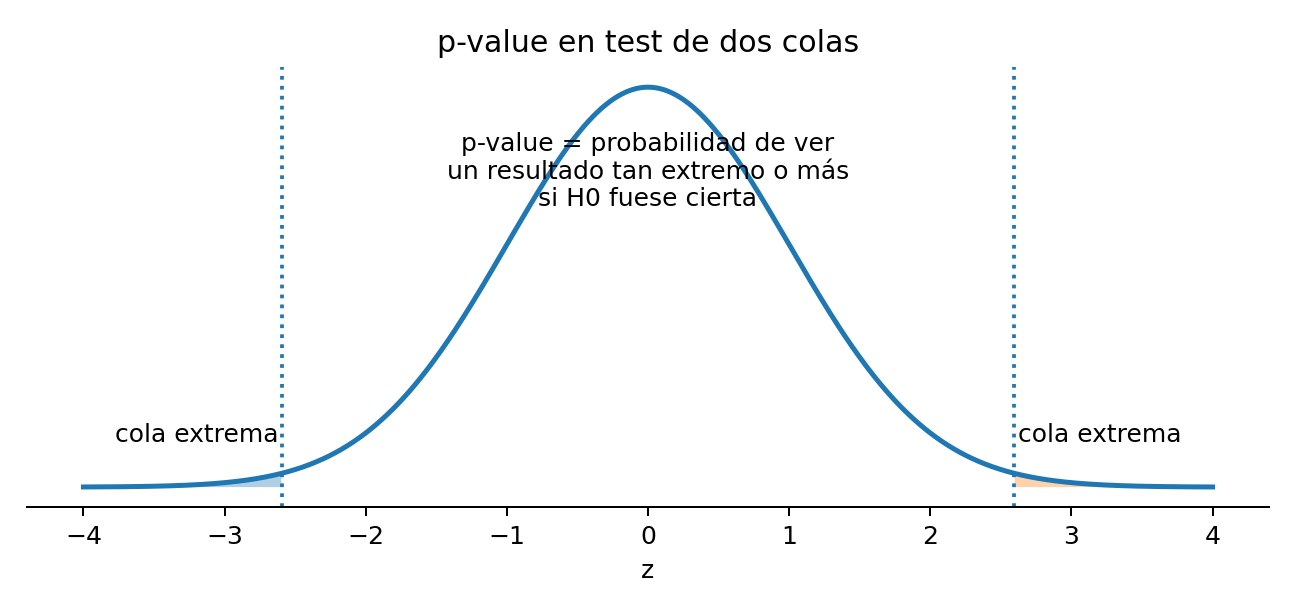 p-value en test de dos colas
p-value = probabilidad de ver
un resultado tan extremo o más
si H0 fuese cierta
cola extrema
cola extrema
−4 −3 −2 −1 0 1 2 3 4
z